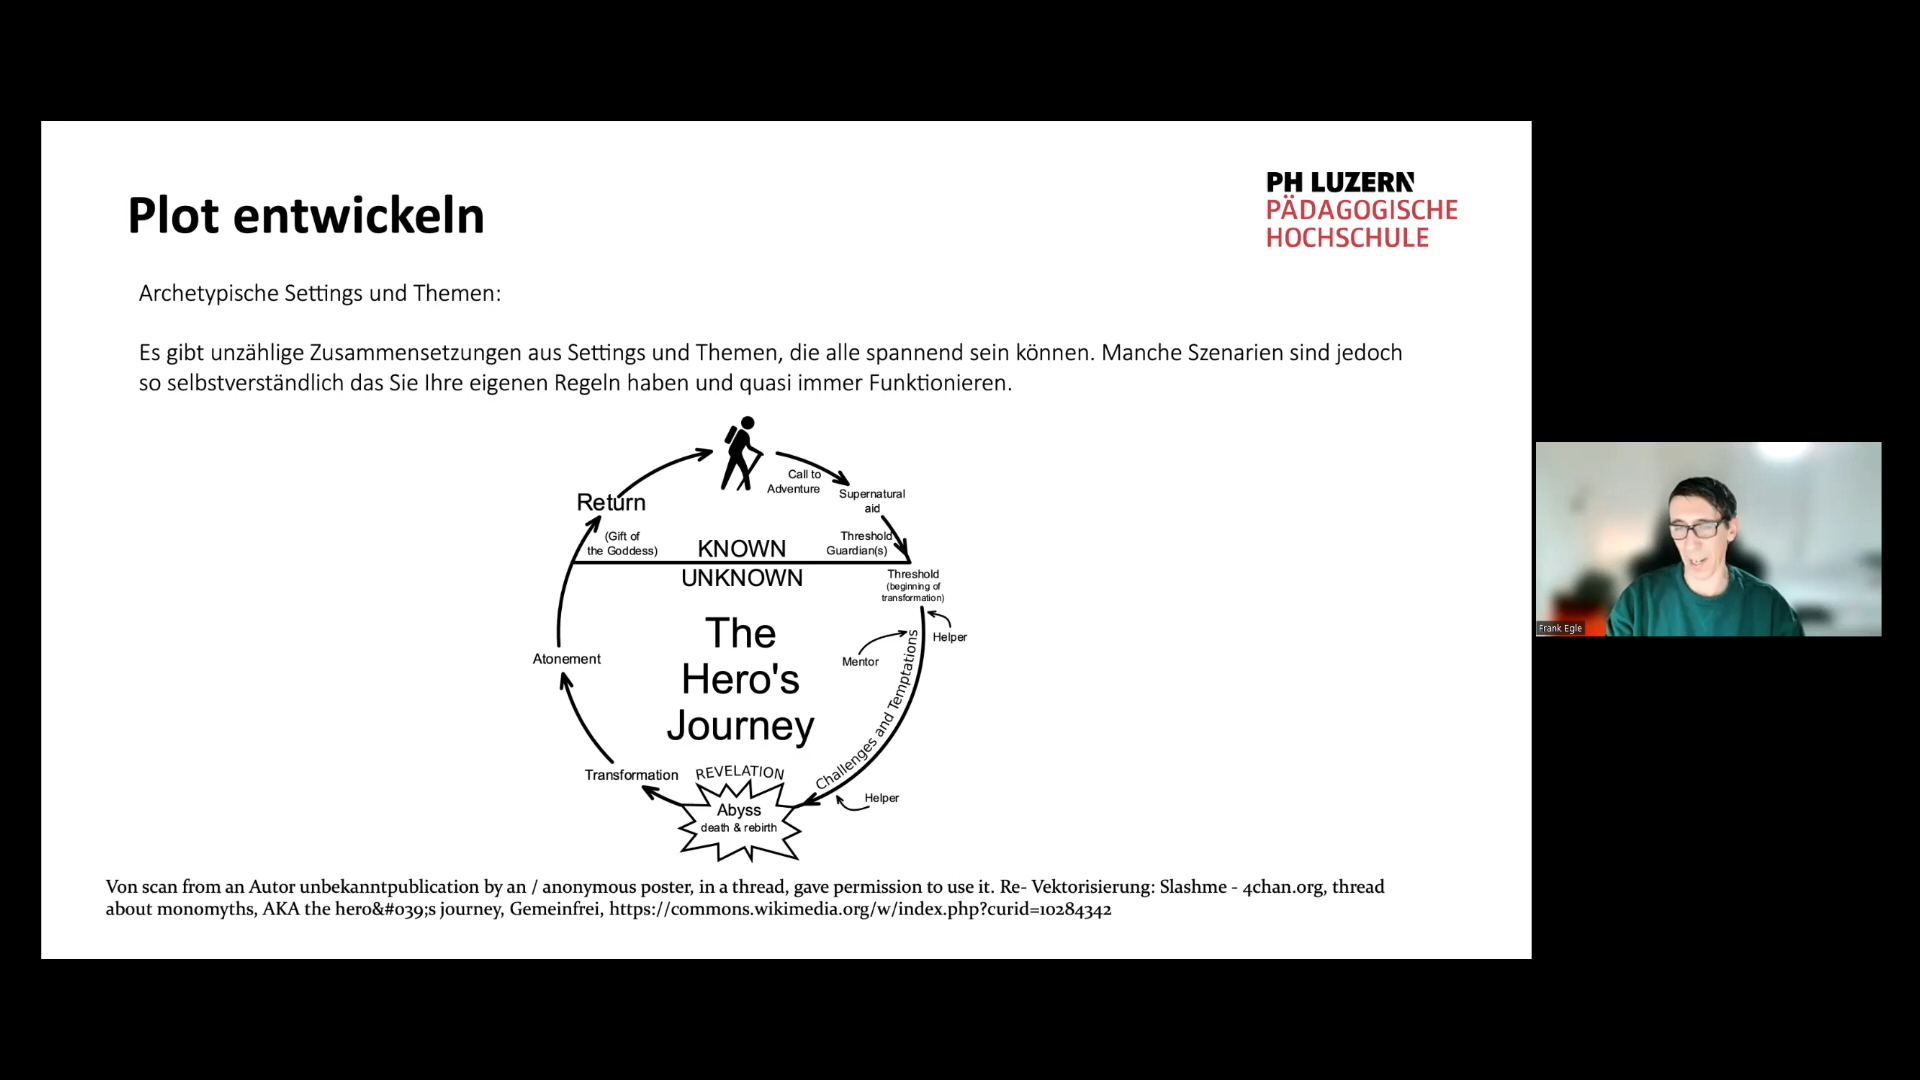 Plot entwickeln
PH LUZERN
PÄDAGOGISCHE
HOCHSCHULE
Archetypische Settings und Themen:
Es gibt unzählige Zusammensetzungen aus Settings und Themen, die alle spannend sein können. Manche Szenarien sind jedoch
so selbstverständlich das Sie Ihre eigenen Regeln haben und quasi immer Funktionieren.
Call to
Adventure
Supernatural
aid
Return
(Gift of
the Goddess)
KNOWN
Threshold
Guardian(s)
UNKNOWN
Threshold
(beginning of
transformation)
Helper
Mentor
Challenges and Temptations
The
Hero's
Journey
Atonement
Transformation
REVELATION
Abyss
death & rebirth
Helper
Von scan from an Autor unbekanntpublication by an / anonymous poster, in a thread, gave permission to use it. Re- Vektorisierung: Slashme - 4chan.org, thread
about monomyths, AKA the hero&#039;s journey, Gemeinfrei, https://commons.wikimedia.org/w/index.php?curid=10284342
Frank Egle